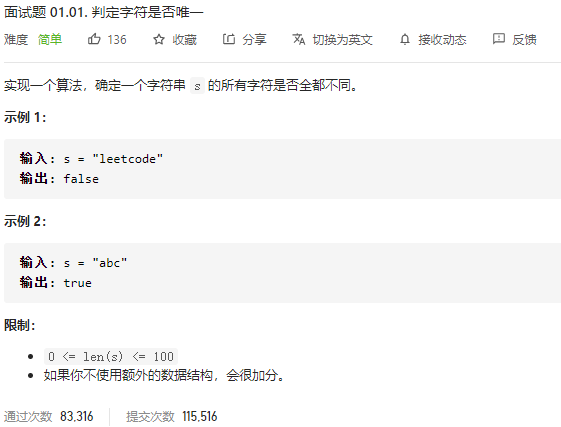 面试题 01.01. 判定字符是否唯一
难度 简单 136 收藏 分享 切换为英文 接收动态 反馈
实现一个算法，确定一个字符串 s 的所有字符是否全都不同。
示例 1：
输入: s = "leetcode"
输出: false
示例 2：
输入: s = "abc"
输出: true
限制：
0 <= len(s) <= 100
如果你不使用额外的数据结构，会很加分。
通过次数 83,316 提交次数 115,516